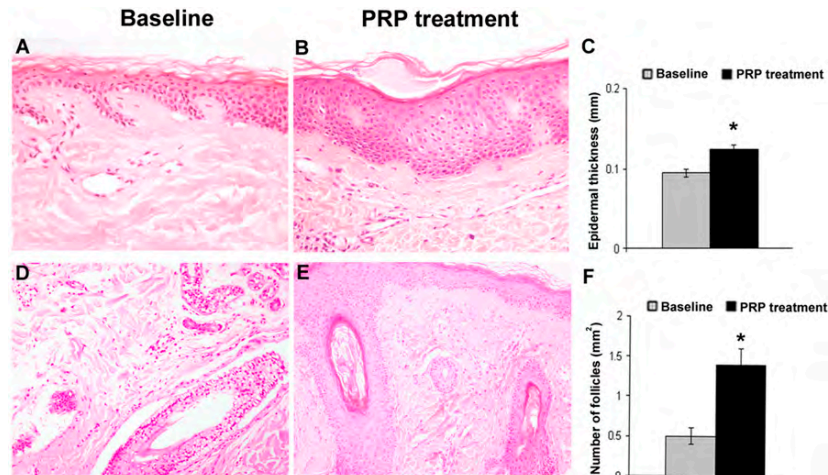 Baseline
PRP treatment
A
B
C
Baseline PRP treatment
Epidermal thickness (mm)
0.2
*
0.1
0
D
E
F
Baseline PRP treatment
Number of follicles (mm²)
2
*
1.5
1
0.5
0